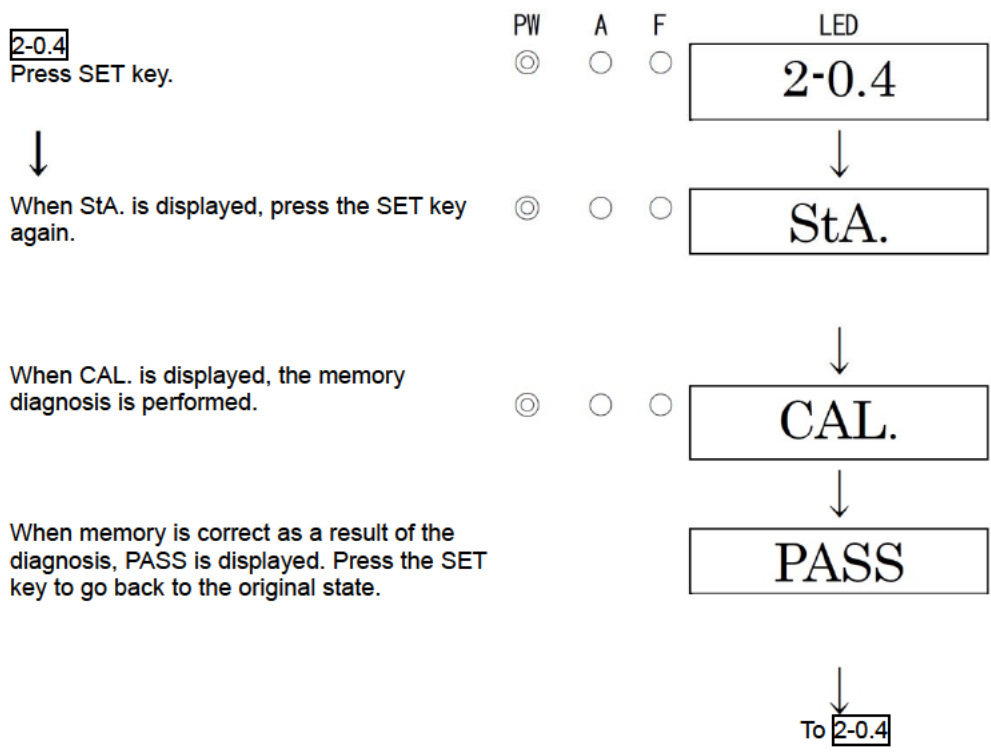 PW A F LED
2-0.4
Press SET key.
2-0.4
When StA. is displayed, press the SET key
again.
StA.
When CAL. is displayed, the memory
diagnosis is performed.
CAL.
When memory is correct as a result of the
diagnosis, PASS is displayed. Press the SET
key to go back to the original state.
PASS
To 2-0.4